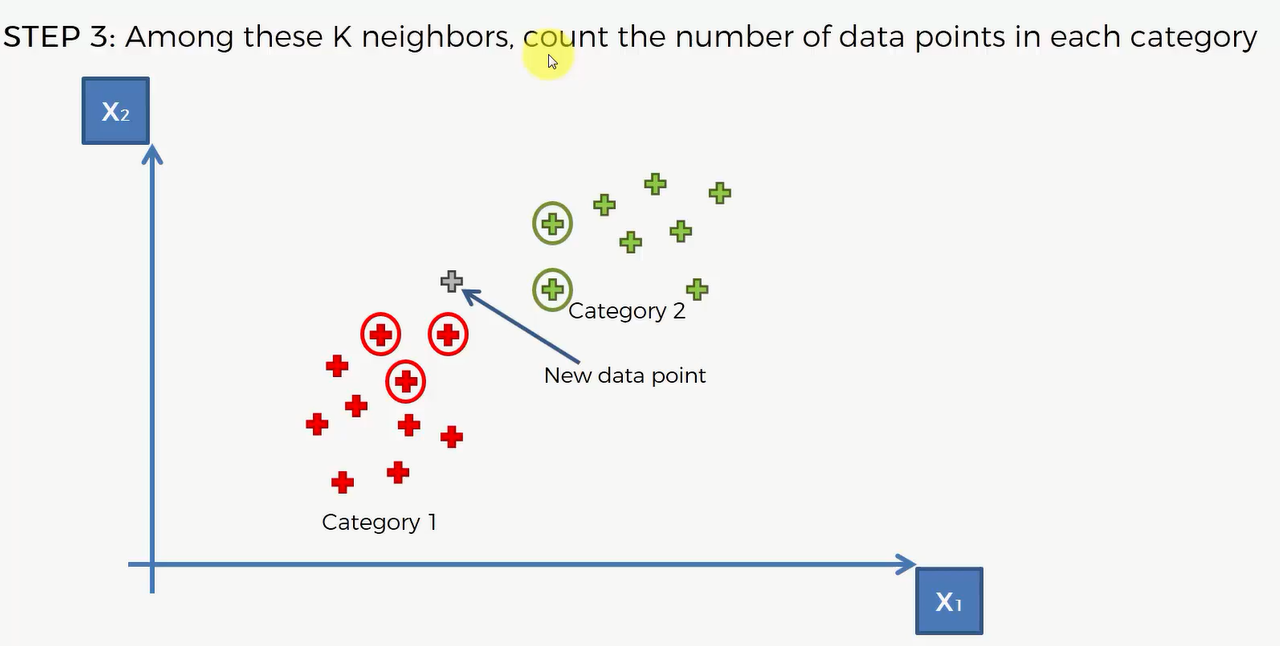 STEP 3: Among these K neighbors, count the number of data points in each category
X2
Category 2
New data point
Category 1
X1